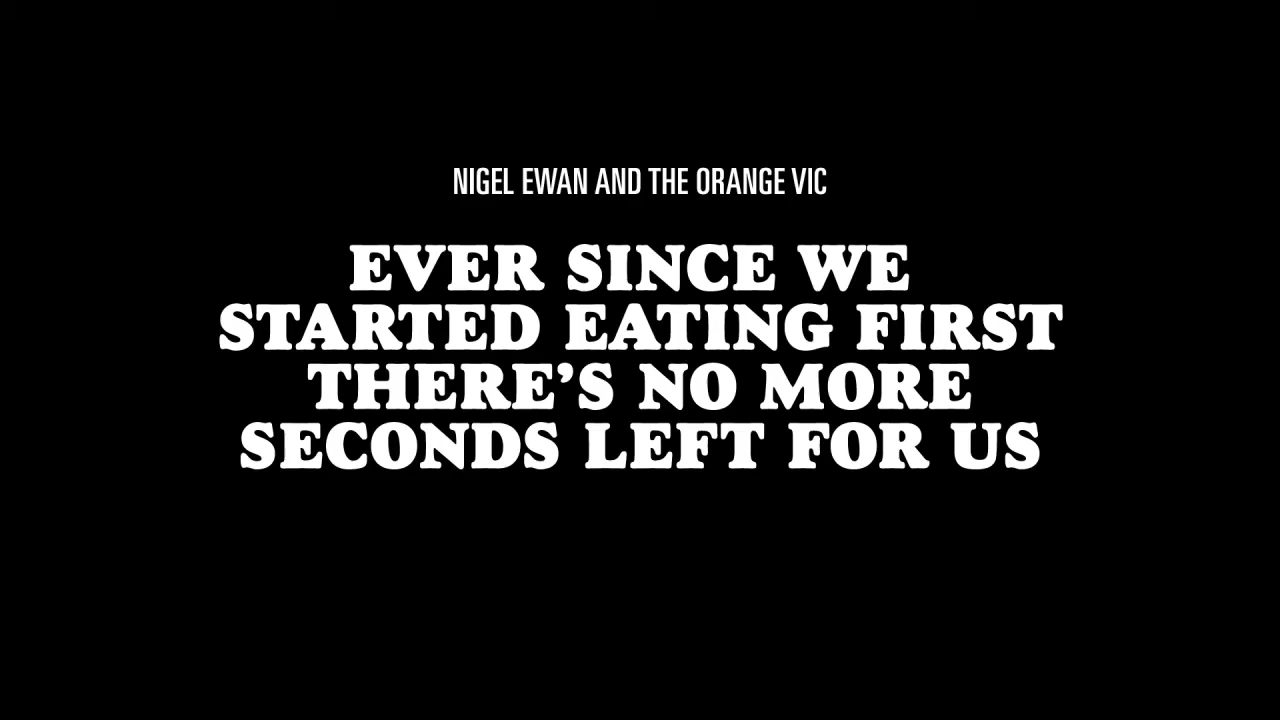 NIGEL EWAN AND THE ORANGE VIC
EVER SINCE WE
STARTED EATING FIRST
THERE’S NO MORE
SECONDS LEFT FOR US